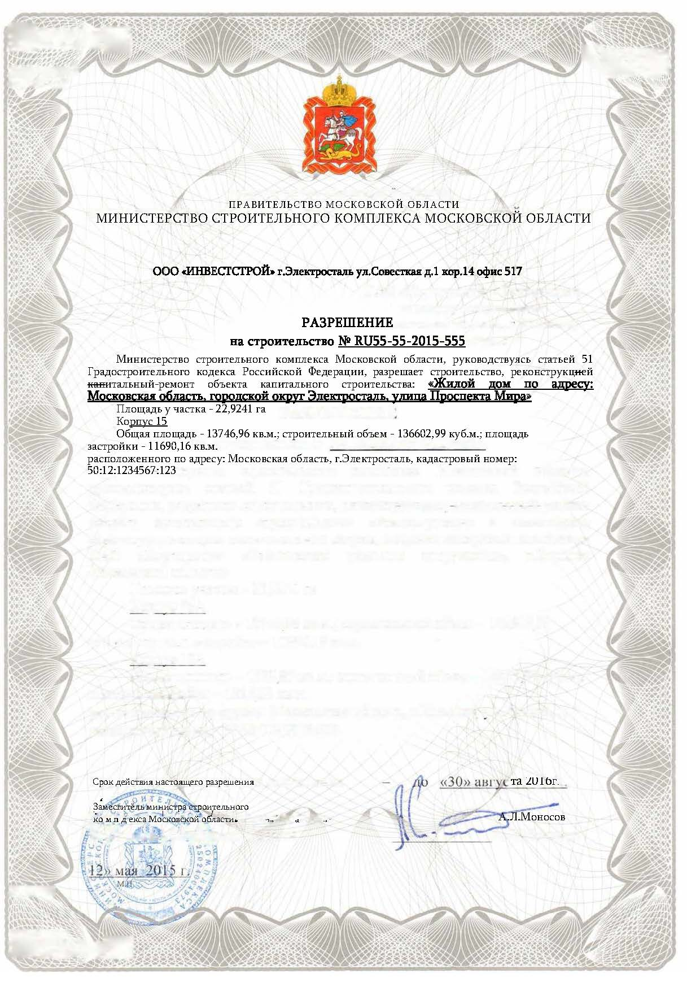 ПРАВИТЕЛЬСТВО МОСКОВСКОЙ ОБЛАСТИ
МИНИСТЕРСТВО СТРОИТЕЛЬНОГО КОМПЛЕКСА МОСКОВСКОЙ ОБЛАСТИ
ООО «ИНВЕСТСТРОЙ» г.Электросталь ул.Совесткая д.1 кор.14 офис 517
РАЗРЕШЕНИЕ
на строительство № RU55-55-2015-555
Министерство строительного комплекса Московской области, руководствуясь статьей 51
Градостроительного кодекса Российской Федерации, разрешает строительство, реконструкцией
капитальный-ремонт объекта капитального строительства: «Жилой дом по адресу:
Московская область, городской округ Электросталь, улица Проспекта Мира»
Площадь у частка - 22,9241 га
Корпус 15
Общая площадь - 13746,96 кв.м.; строительный объем - 136602,99 куб.м.; площадь
застройки - 11690,16 кв.м.
расположенного по адресу: Московская область, г.Электросталь, кадастровый номер:
50:12:1234567:123
Срок действия настоящего разрешения – до «30» августа 2016г.
Заместитель министра строительного
ко м п д екса Московской области
А.Л.Моносов
12» мая 2015 г.
М.П